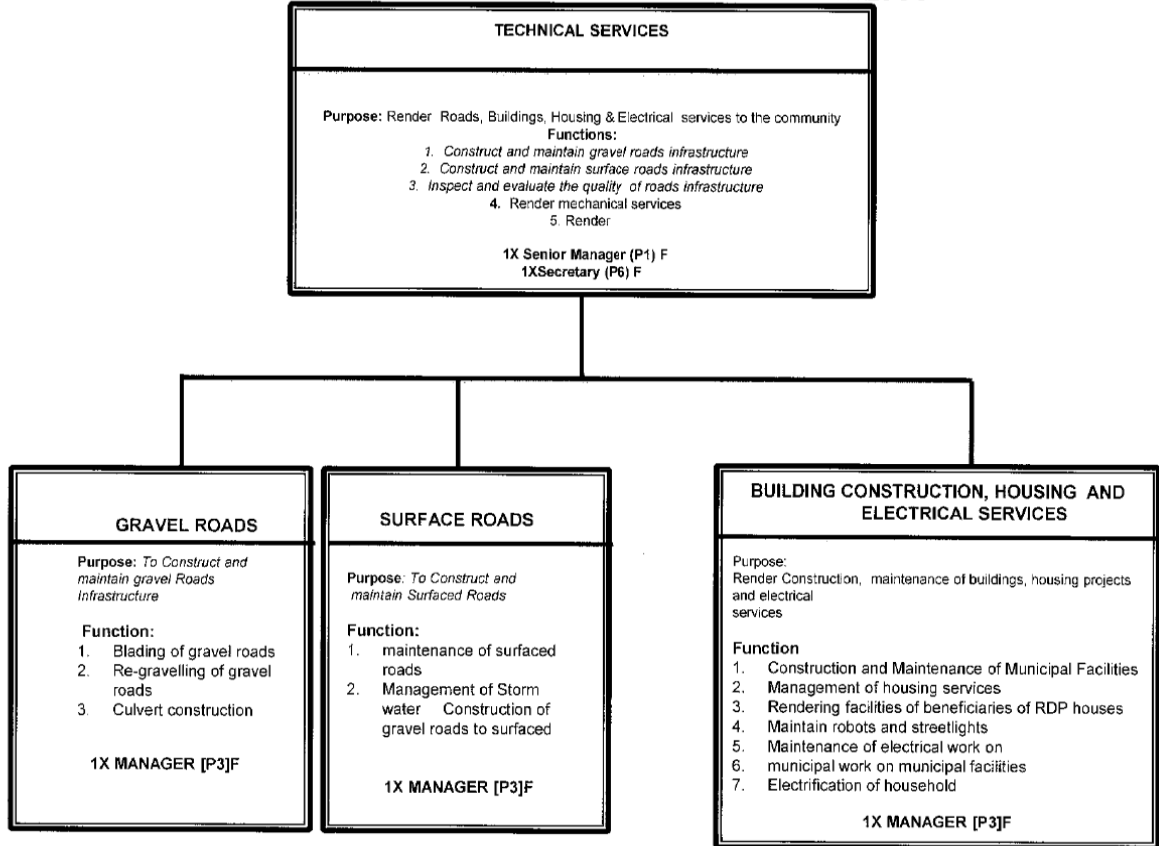 TECHNICAL SERVICES
Purpose: Render Roads, Buildings, Housing & Electrical services to the community
Functions:
1. Construct and maintain gravel roads infrastructure
2. Construct and maintain surface roads infrastructure
3. Inspect and evaluate the quality of roads infrastructure
4. Render mechanical services
5. Render
1X Senior Manager (P1) F
1XSecretary (P6) F
GRAVEL ROADS
Purpose: To Construct and
maintain gravel Roads
Infrastructure
Function:
1. Blading of gravel roads
2. Re-gravelling of gravel
roads
3. Culvert construction
1X MANAGER [P3]F
SURFACE ROADS
Purpose: To Construct and
maintain Surfaced Roads
Function:
1. maintenance of surfaced
roads
2. Management of Storm
water Construction of
gravel roads to surfaced
1X MANAGER [P3]F
BUILDING CONSTRUCTION, HOUSING AND
ELECTRICAL SERVICES
Purpose:
Render Construction, maintenance of buildings, housing projects
and electrical
services
Function
1. Construction and Maintenance of Municipal Facilities
2. Management of housing services
3. Rendering facilities of beneficiaries of RDP houses
4. Maintain robots and streetlights
5. Maintenance of electrical work on
6. municipal work on municipal facilities
7. Electrification of household
1X MANAGER [P3]F